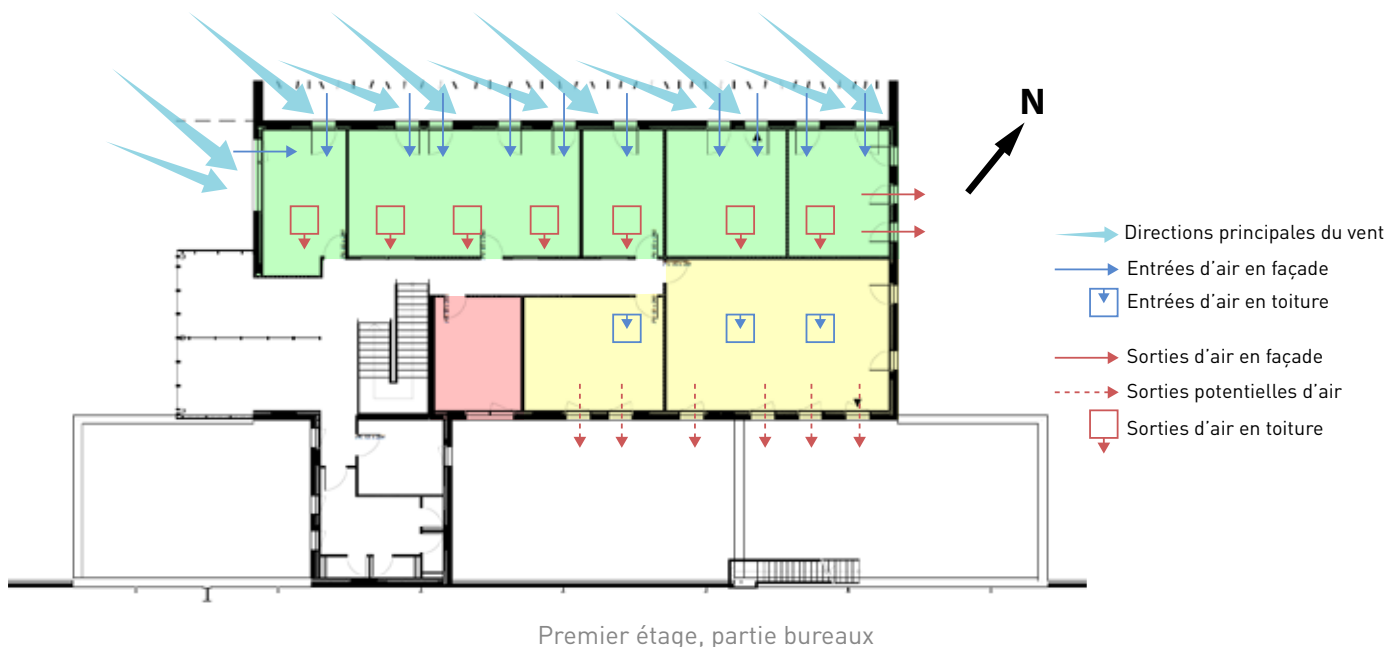 N
Directions principales du vent
Entrées d'air en façade
Entrées d'air en toiture
Sorties d'air en façade
Sorties potentielles d'air
Sorties d'air en toiture
Premier étage, partie bureaux